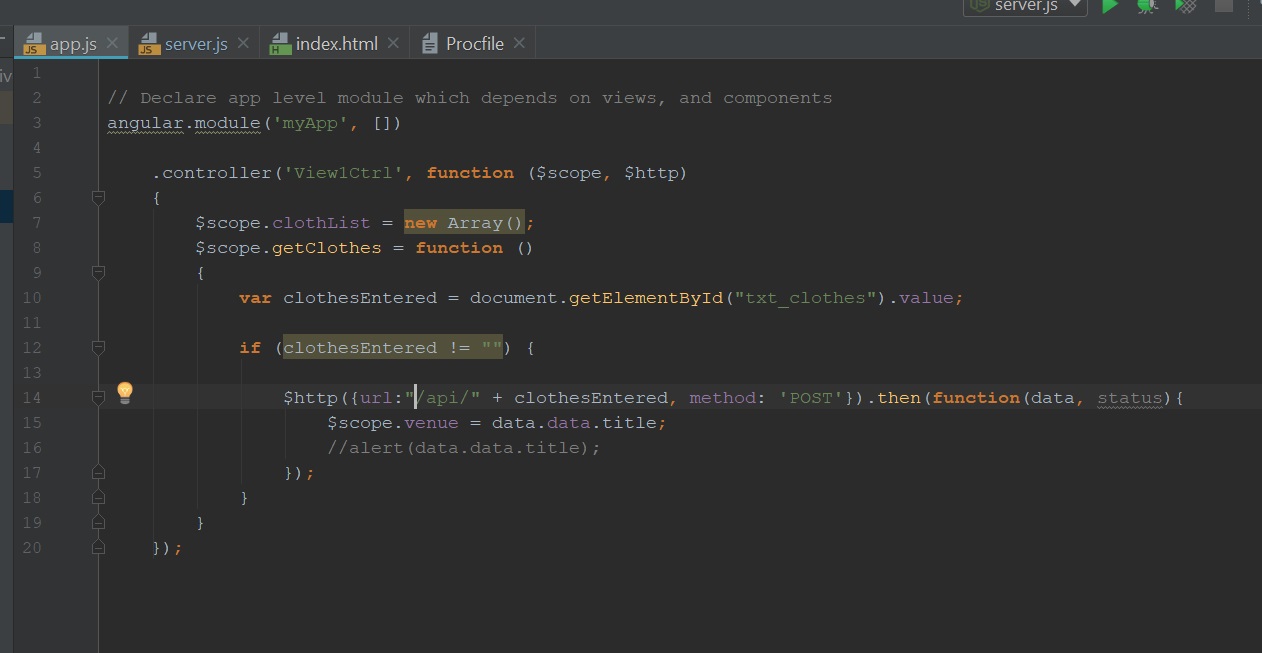 server.js
app.js server.js index.html Procfile
iv
1
2 // Declare app level module which depends on views, and components
3 angular.module('myApp', [])
4
5 .controller('View1Ctrl', function ($scope, $http)
6 {
7 $scope.clothList = new Array();
8 $scope.getClothes = function ()
9 {
10 var clothesEntered = document.getElementById("txt_clothes").value;
11
12 if (clothesEntered != "") {
13
14 $http({url:"/api/" + clothesEntered, method: 'POST'}).then(function(data, status){
15 $scope.venue = data.data.title;
16 //alert(data.data.title);
17 });
18 }
19 }
20 });